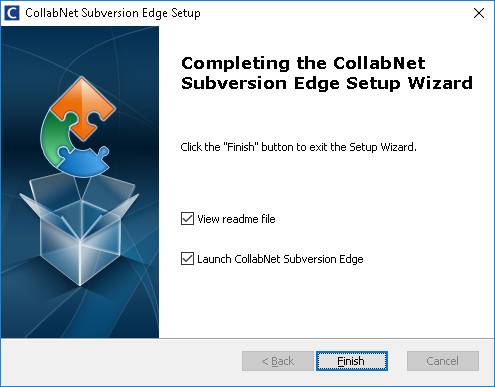 C CollabNet Subversion Edge Setup
Completing the CollabNet
Subversion Edge Setup Wizard
Click the "Finish" button to exit the Setup Wizard.
View readme file
Launch CollabNet Subversion Edge
< Back
Finish
Cancel